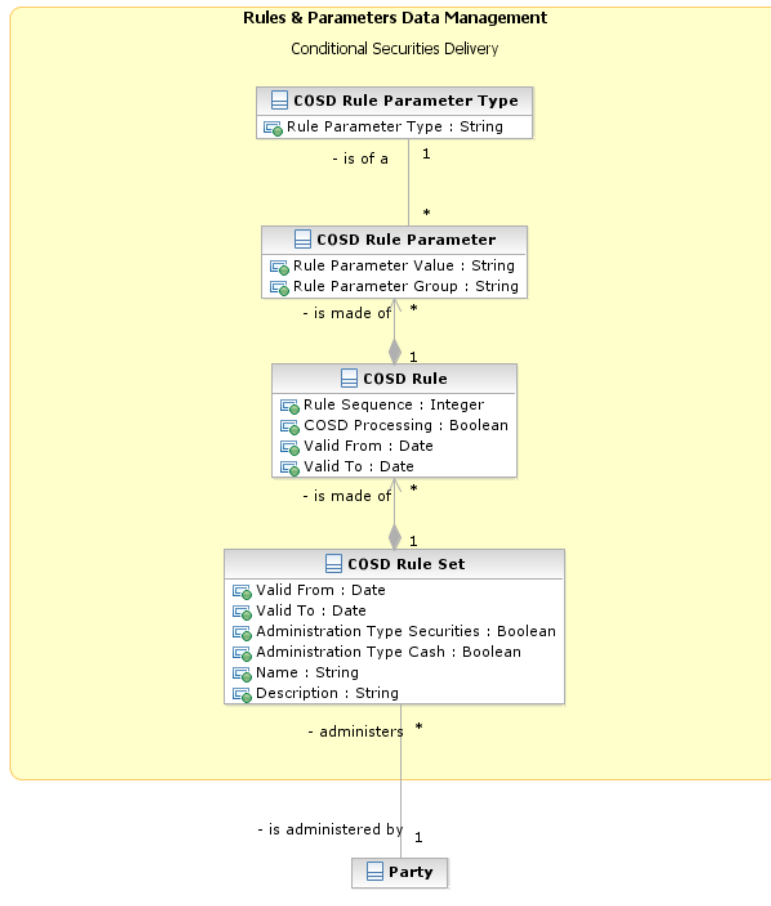 Rules & Parameters Data Management
Conditional Securities Delivery
COSD Rule Parameter Type
Rule Parameter Type : String
- is of a
1
*
COSD Rule Parameter
Rule Parameter Value : String
Rule Parameter Group : String
- is made of
*
1
COSD Rule
Rule Sequence : Integer
COSD Processing : Boolean
Valid From : Date
Valid To : Date
- is made of
*
1
COSD Rule Set
Valid From : Date
Valid To : Date
Administration Type Securities : Boolean
Administration Type Cash : Boolean
Name : String
Description : String
- administers
*
- is administered by
1
Party